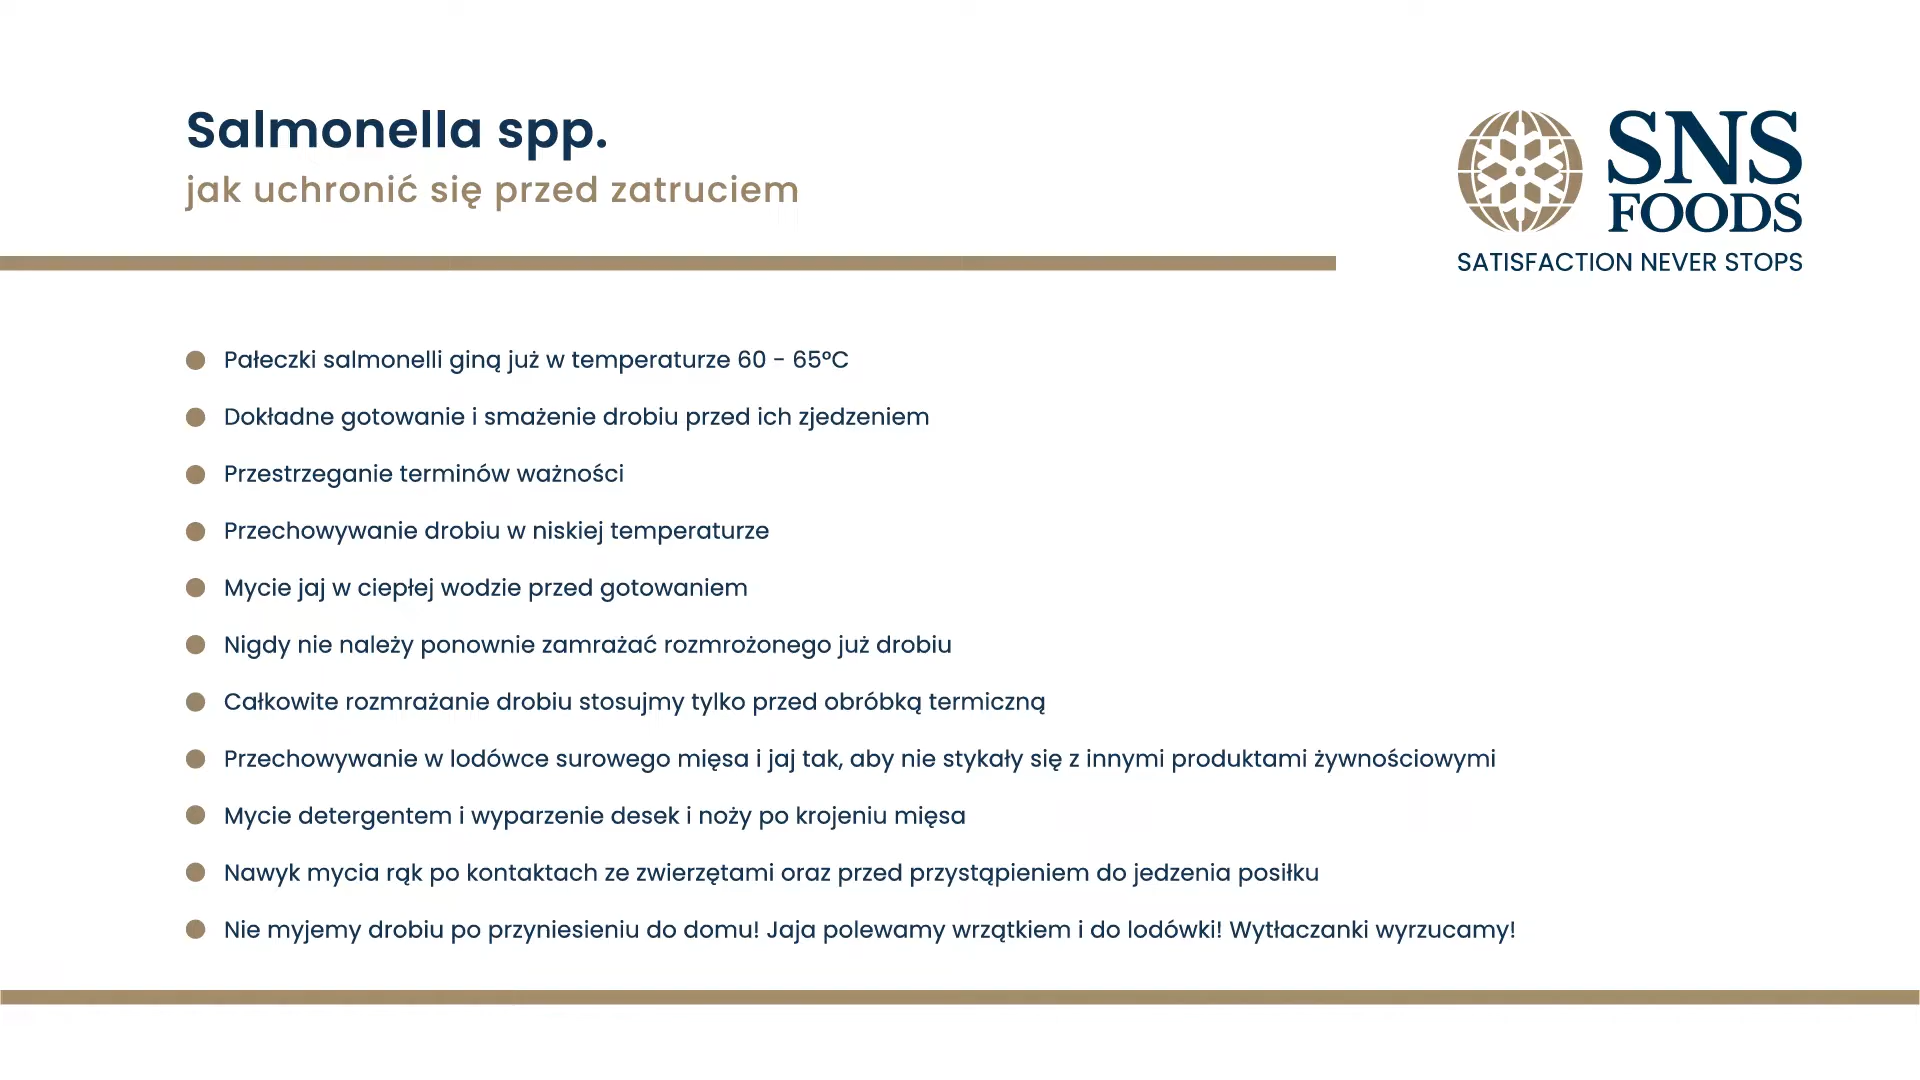 Salmonella spp.
jak uchronić się przed zatruciem
SNS
FOODS
SATISFACTION NEVER STOPS
Pałeczki salmonelli giną już w temperaturze 60 - 65°C
Dokładne gotowanie i smażenie drobiu przed ich zjedzeniem
Przestrzeganie terminów ważności
Przechowywanie drobiu w niskiej temperaturze
Mycie jaj w ciepłej wodzie przed gotowaniem
Nigdy nie należy ponownie zamrażać rozmrożonego już drobiu
Całkowite rozmrażanie drobiu stosujmy tylko przed obróbką termiczną
Przechowywanie w lodówce surowego mięsa i jaj tak, aby nie stykały się z innymi produktami żywnościowymi
Mycie detergentem i wyparzenie desek i noży po krojeniu mięsa
Nawyk mycia rąk po kontaktach ze zwierzętami oraz przed przystąpieniem do jedzenia posiłku
Nie myjemy drobiu po przyniesieniu do domu! Jaja polewamy wrzątkiem i do lodówki! Wytłaczanki wyrzucamy!